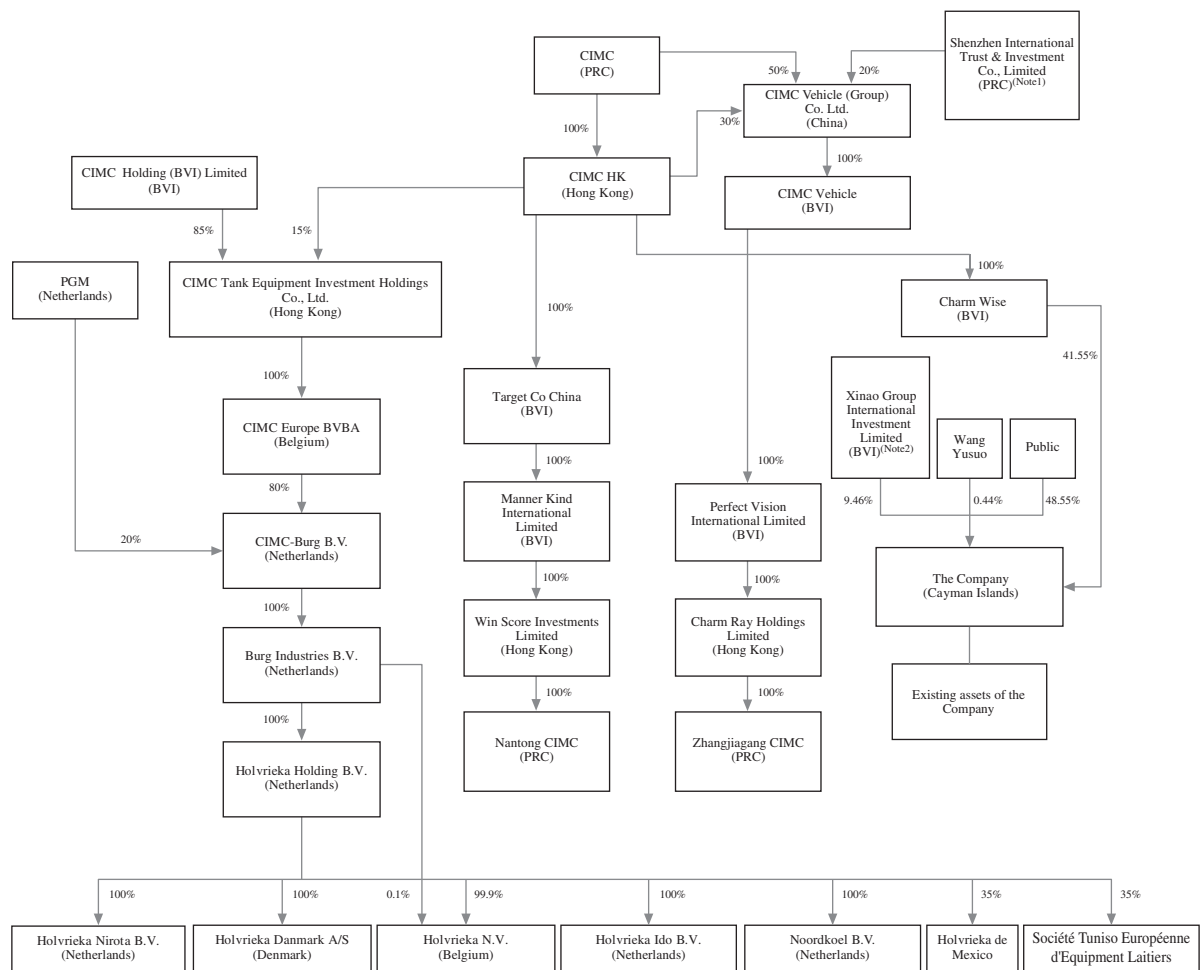 CIMC
(PRC)
Shenzhen International
Trust & Investment
Co., Limited
(PRC)(Note1)
50%
20%
CIMC Vehicle (Group)
Co. Ltd.
(China)
30%
100%
100%
CIMC Holding (BVI) Limited
(BVI)
CIMC HK
(Hong Kong)
CIMC Vehicle
(BVI)
85%
15%
PGM
(Netherlands)
CIMC Tank Equipment Investment Holdings
Co., Ltd.
(Hong Kong)
100%
Charm Wise
(BVI)
100%
41.55%
100%
Target Co China
(BVI)
Xinao Group
International
Investment
Limited
(BVI)(Note2)
Wang
Yusuo
Public
CIMC Europe BVBA
(Belgium)
100%
100%
80%
Manner Kind
International
Limited
(BVI)
Perfect Vision
International Limited
(BVI)
9.46%
0.44%
48.55%
20%
CIMC-Burg B.V.
(Netherlands)
100%
100%
The Company
(Cayman Islands)
100%
Win Score Investments
Limited
(Hong Kong)
Charm Ray Holdings
Limited
(Hong Kong)
Burg Industries B.V.
(Netherlands)
100%
100%
Existing assets of the
Company
100%
Nantong CIMC
(PRC)
Zhangjiagang CIMC
(PRC)
Holvrieka Holding B.V.
(Netherlands)
100%
100%
0.1%
99.9%
100%
100%
35%
35%
Holvrieka Nirota B.V.
(Netherlands)
Holvrieka Danmark A/S
(Denmark)
Holvrieka N.V.
(Belgium)
Holvrieka Ido B.V.
(Netherlands)
Noordkoel B.V.
(Netherlands)
Holvrieka de
Mexico
Société Tuniso Européenne
d'Equipment Laitiers